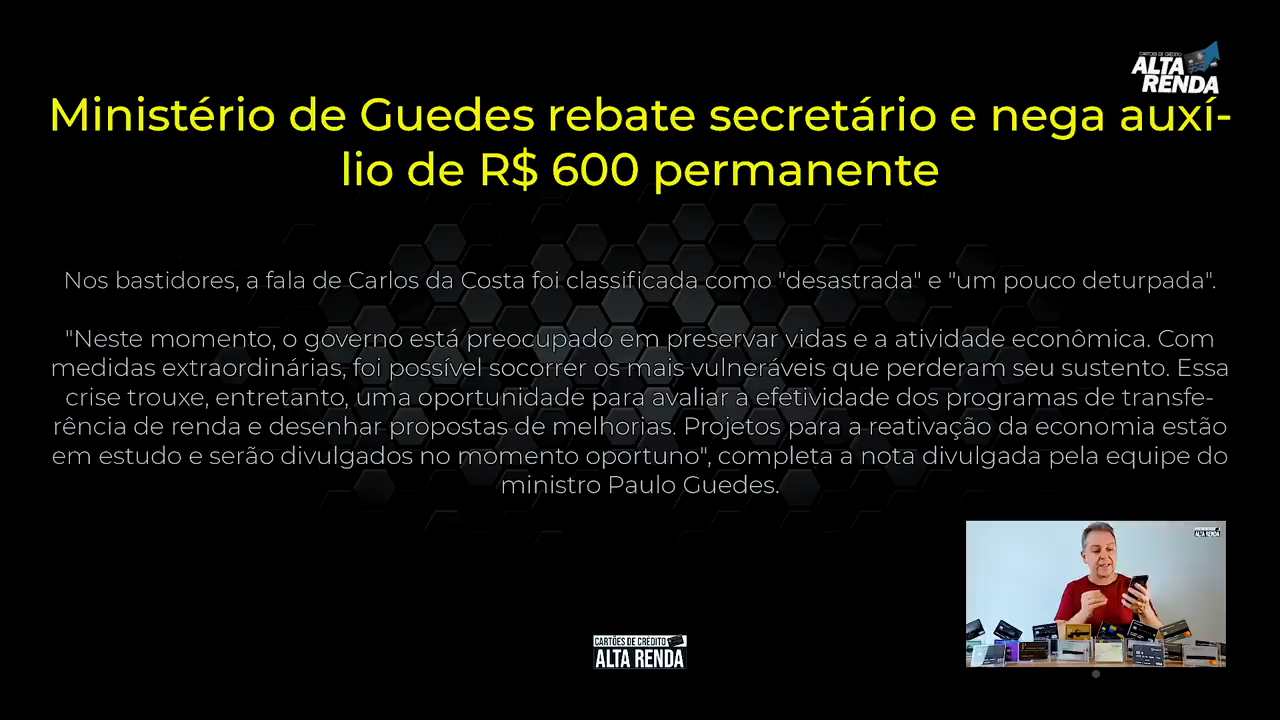 CARTÕES DE CRÉDITO
ALTA
RENDA
Ministério de Guedes rebate secretário e nega auxí-
lio de R$ 600 permanente
Nos bastidores, a fala de Carlos da Costa foi classificada como "desastrada" e "um pouco deturpada".
"Neste momento, o governo está preocupado em preservar vidas e a atividade econômica. Com
medidas extraordinárias, foi possível socorrer os mais vulneráveis que perderam seu sustento. Essa
crise trouxe, entretanto, uma oportunidade para avaliar a efetividade dos programas de transfe-
rência de renda e desenhar propostas de melhorias. Projetos para a reativação da economia estão
em estudo e serão divulgados no momento oportuno", completa a nota divulgada pela equipe do
ministro Paulo Guedes.
ALTA RENDA
CARTÕES DE CRÉDITO
ALTA RENDA